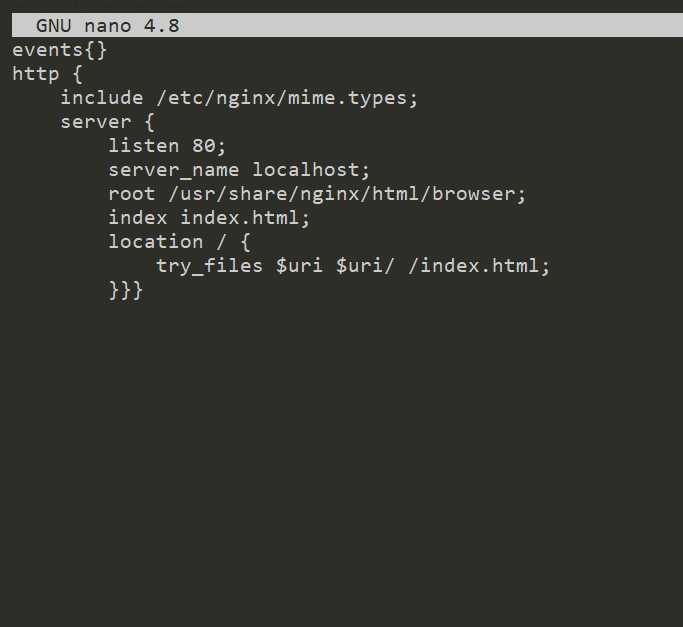 GNU nano 4.8
events{}
http {
    include /etc/nginx/mime.types;
    server {
        listen 80;
        server_name localhost;
        root /usr/share/nginx/html/browser;
        index index.html;
        location / {
            try_files $uri $uri/ /index.html;
        }}}